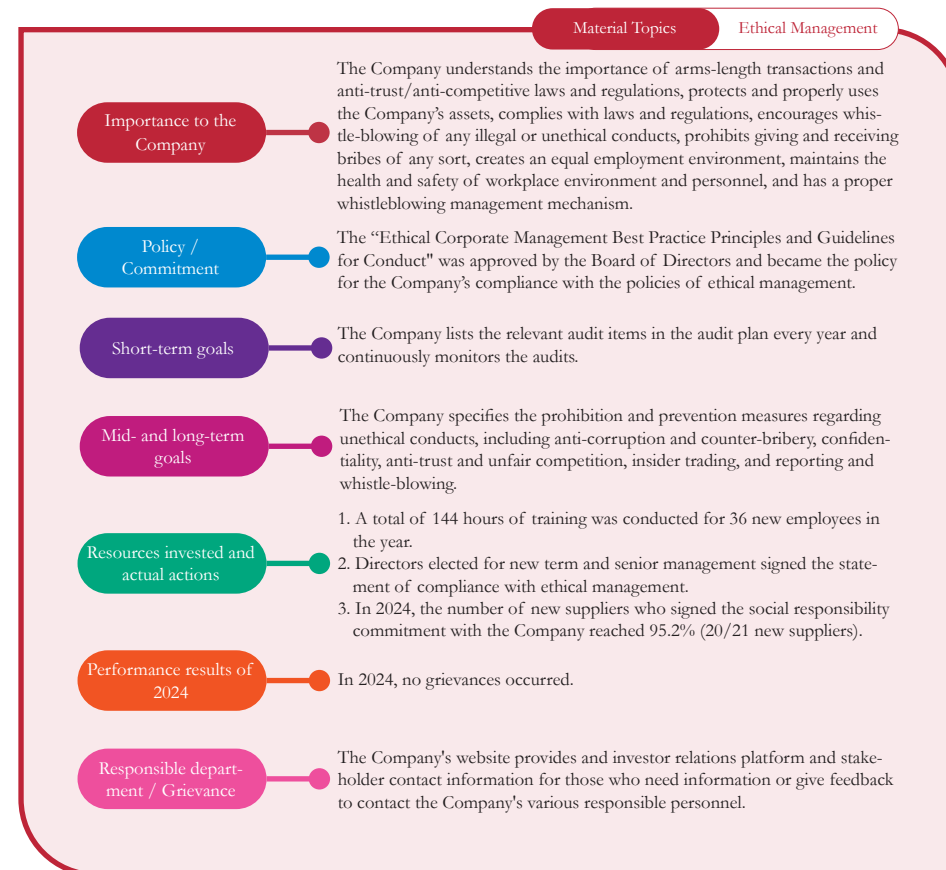 Material Topics
Ethical Management
Importance to the
Company
The Company understands the importance of arms-length transactions and
anti-trust/anti-competitive laws and regulations, protects and properly uses
the Company’s assets, complies with laws and regulations, encourages whis-
tle-blowing of any illegal or unethical conducts, prohibits giving and receiving
bribes of any sort, creates an equal employment environment, maintains the
health and safety of workplace environment and personnel, and has a proper
whistleblowing management mechanism.
Policy /
Commitment
The “Ethical Corporate Management Best Practice Principles and Guidelines
for Conduct" was approved by the Board of Directors and became the policy
for the Company’s compliance with the policies of ethical management.
Short-term goals
The Company lists the relevant audit items in the audit plan every year and
continuously monitors the audits.
Mid- and long-term
goals
The Company specifies the prohibition and prevention measures regarding
unethical conducts, including anti-corruption and counter-bribery, confiden-
tiality, anti-trust and unfair competition, insider trading, and reporting and
whistle-blowing.
Resources invested and
actual actions
1. A total of 144 hours of training was conducted for 36 new employees in
the year.
2. Directors elected for new term and senior management signed the state-
ment of compliance with ethical management.
3. In 2024, the number of new suppliers who signed the social responsibility
commitment with the Company reached 95.2% (20/21 new suppliers).
Performance results of
2024
In 2024, no grievances occurred.
Responsible depart-
ment / Grievance
The Company's website provides and investor relations platform and stake-
holder contact information for those who need information or give feedback
to contact the Company's various responsible personnel.